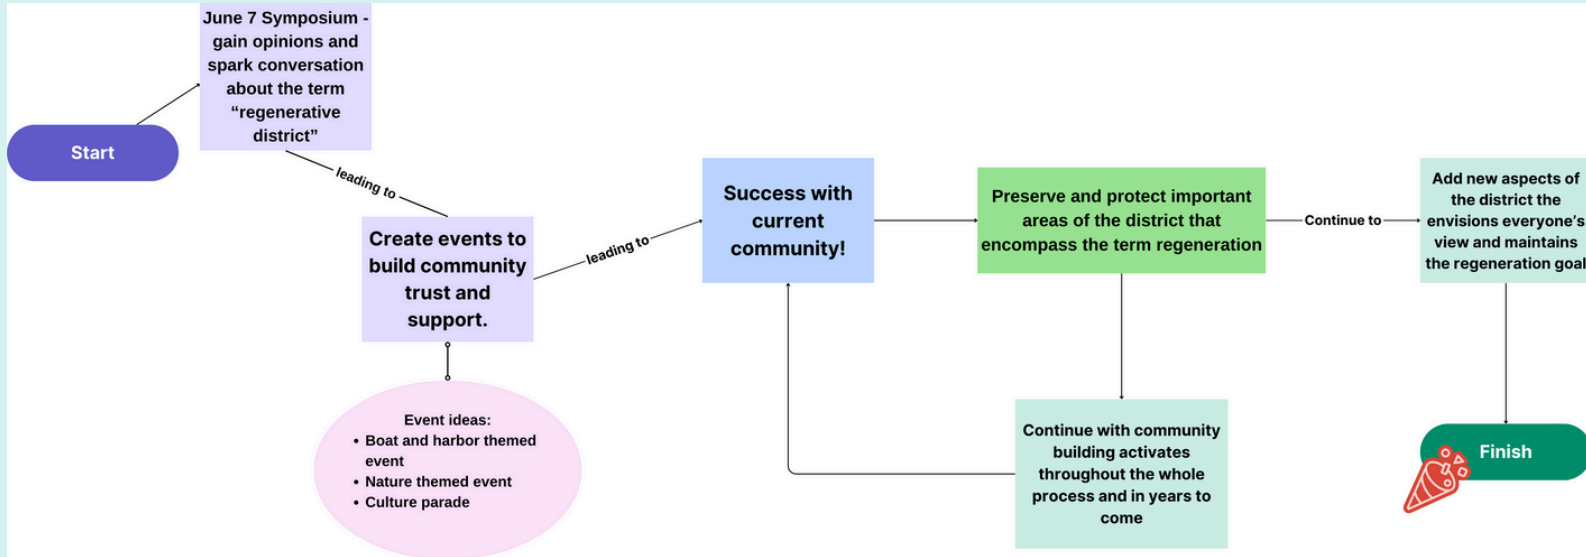 June 7 Symposium -
gain opinions and
spark conversation
about the term
“regenerative
district”
Start
leading to
Create events to
build community
trust and
support.
Event ideas:
• Boat and harbor themed
event
• Nature themed event
• Culture parade
leading to
Success with
current
community!
Preserve and protect important
areas of the district that
encompass the term regeneration
Continue to
Add new aspects of
the district the
envisions everyone's
view and maintains
the regeneration goal
Continue with community
building activates
throughout the whole
process and in years to
come
Finish